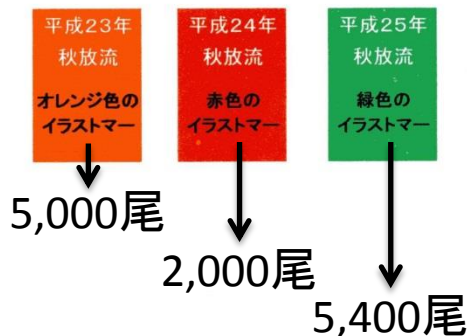 平成23年
秋放流
オレンジ色の
イラストマー
5,000尾
平成24年
秋放流
赤色の
イラストマー
2,000尾
平成25年
秋放流
緑色の
イラストマー
5,400尾